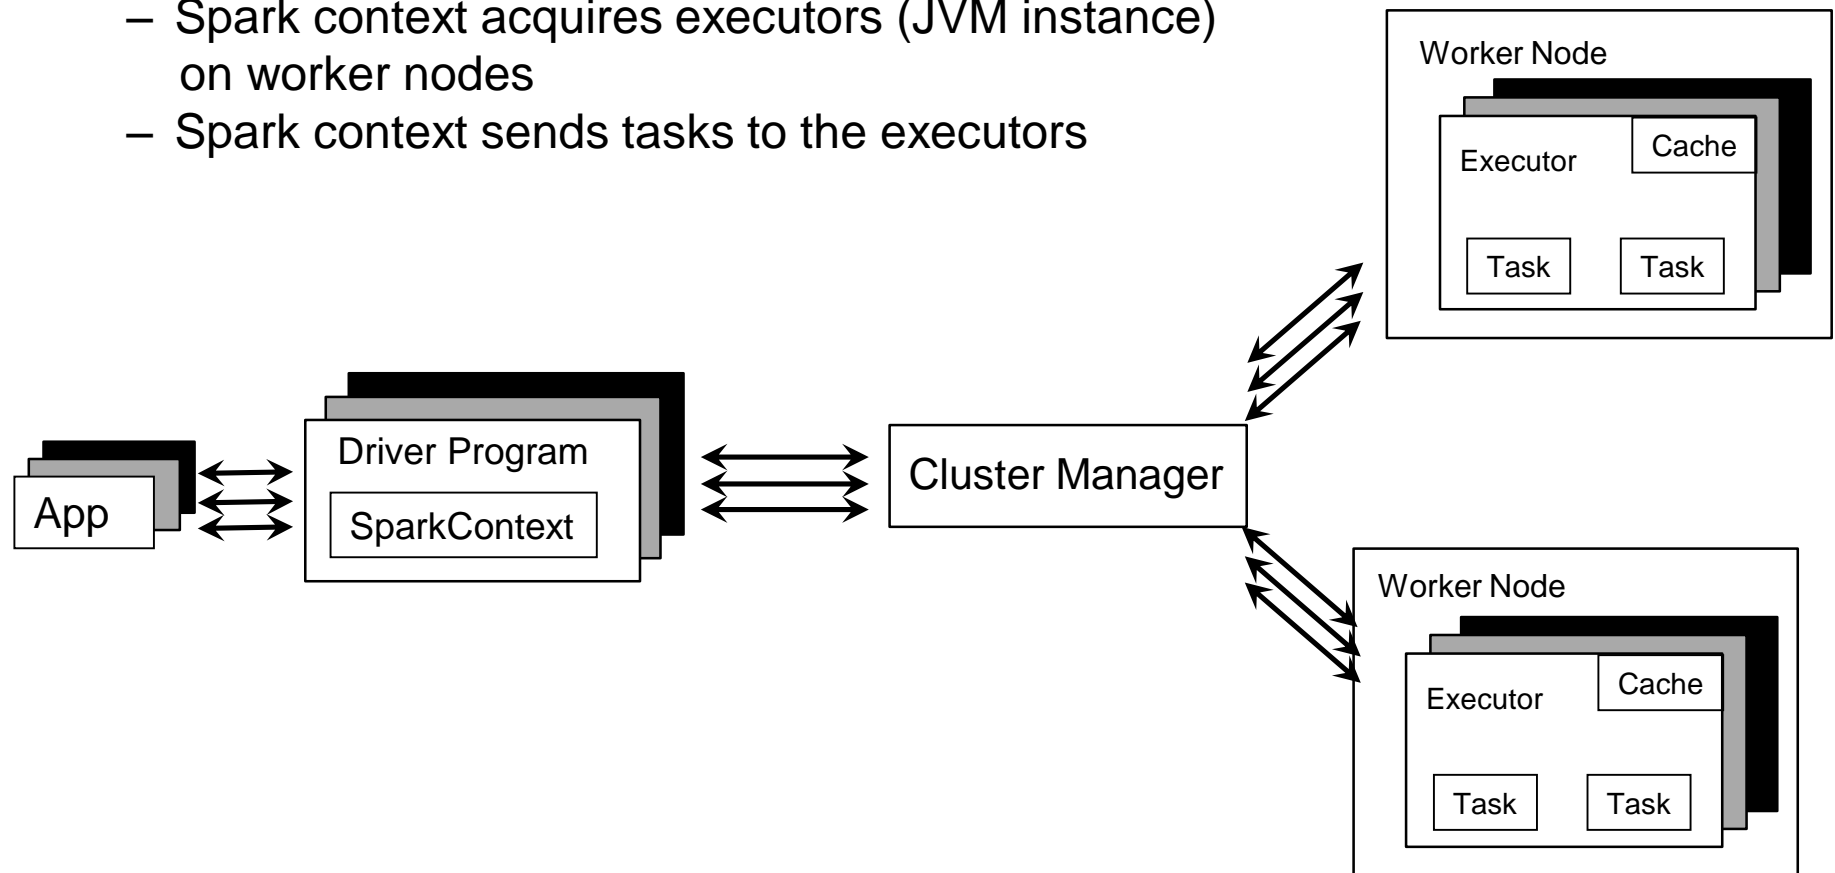 – Spark context acquires executors (JVM instance)
on worker nodes
– Spark context sends tasks to the executors
Worker Node
Cache
Executor
Task Task
App
Driver Program
SparkContext
Cluster Manager
Worker Node
Cache
Executor
Task Task